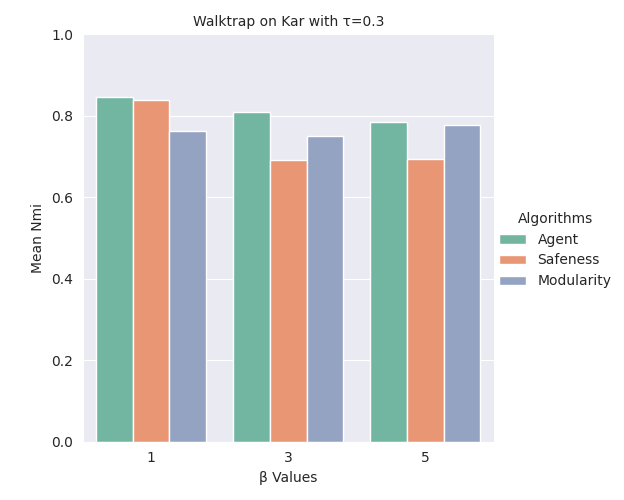 Walktrap on Kar with τ=0.3
1.0
0.8
0.6
0.4
0.2
0.0
Mean Nmi
1 3 5
β Values
Algorithms
Agent
Safeness
Modularity